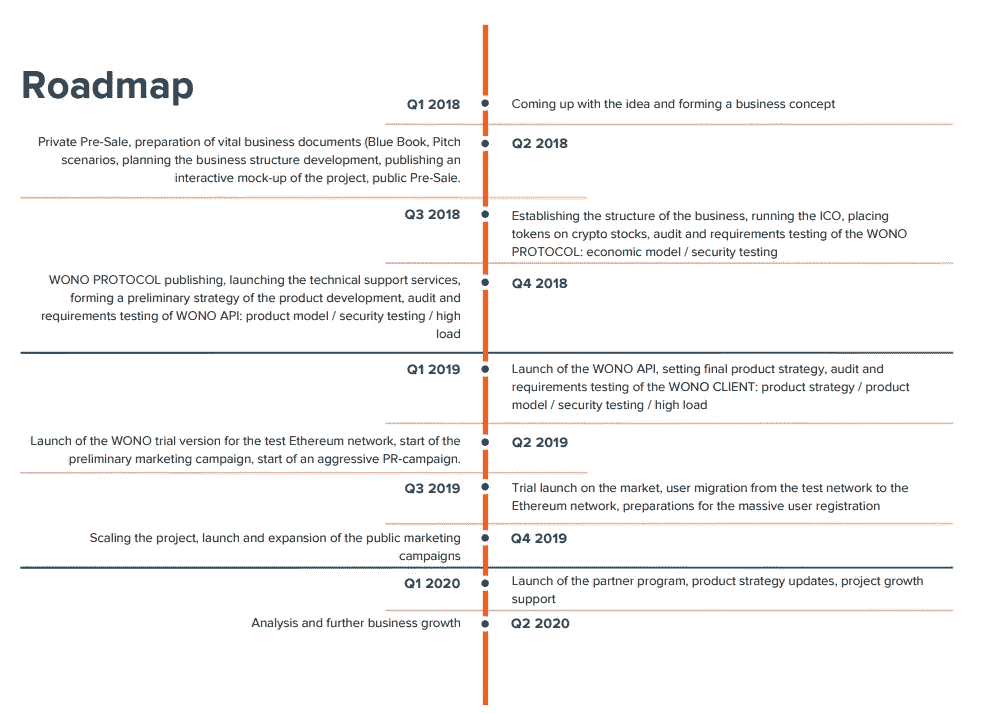 Roadmap
Q1 2018
Coming up with the idea and forming a business concept
Q2 2018
Private Pre-Sale, preparation of vital business documents (Blue Book, Pitch
scenarios, planning the business structure development, publishing an
interactive mock-up of the project, public Pre-Sale.
Q3 2018
Establishing the structure of the business, running the ICO, placing
tokens on crypto stocks, audit and requirements testing of the WONO
PROTOCOL: economic model / security testing
Q4 2018
WONO PROTOCOL publishing, launching the technical support services,
forming a preliminary strategy of the product development, audit and
requirements testing of WONO API: product model / security testing / high
load
Q1 2019
Launch of the WONO API, setting final product strategy, audit and
requirements testing of the WONO CLIENT: product strategy / product
model / security testing / high load
Q2 2019
Launch of the WONO trial version for the test Ethereum network, start of the
preliminary marketing campaign, start of an aggressive PR-campaign.
Q3 2019
Trial launch on the market, user migration from the test network to the
Ethereum network, preparations for the massive user registration
Q4 2019
Scaling the project, launch and expansion of the public marketing
campaigns
Q1 2020
Launch of the partner program, product strategy updates, project growth
support
Q2 2020
Analysis and further business growth